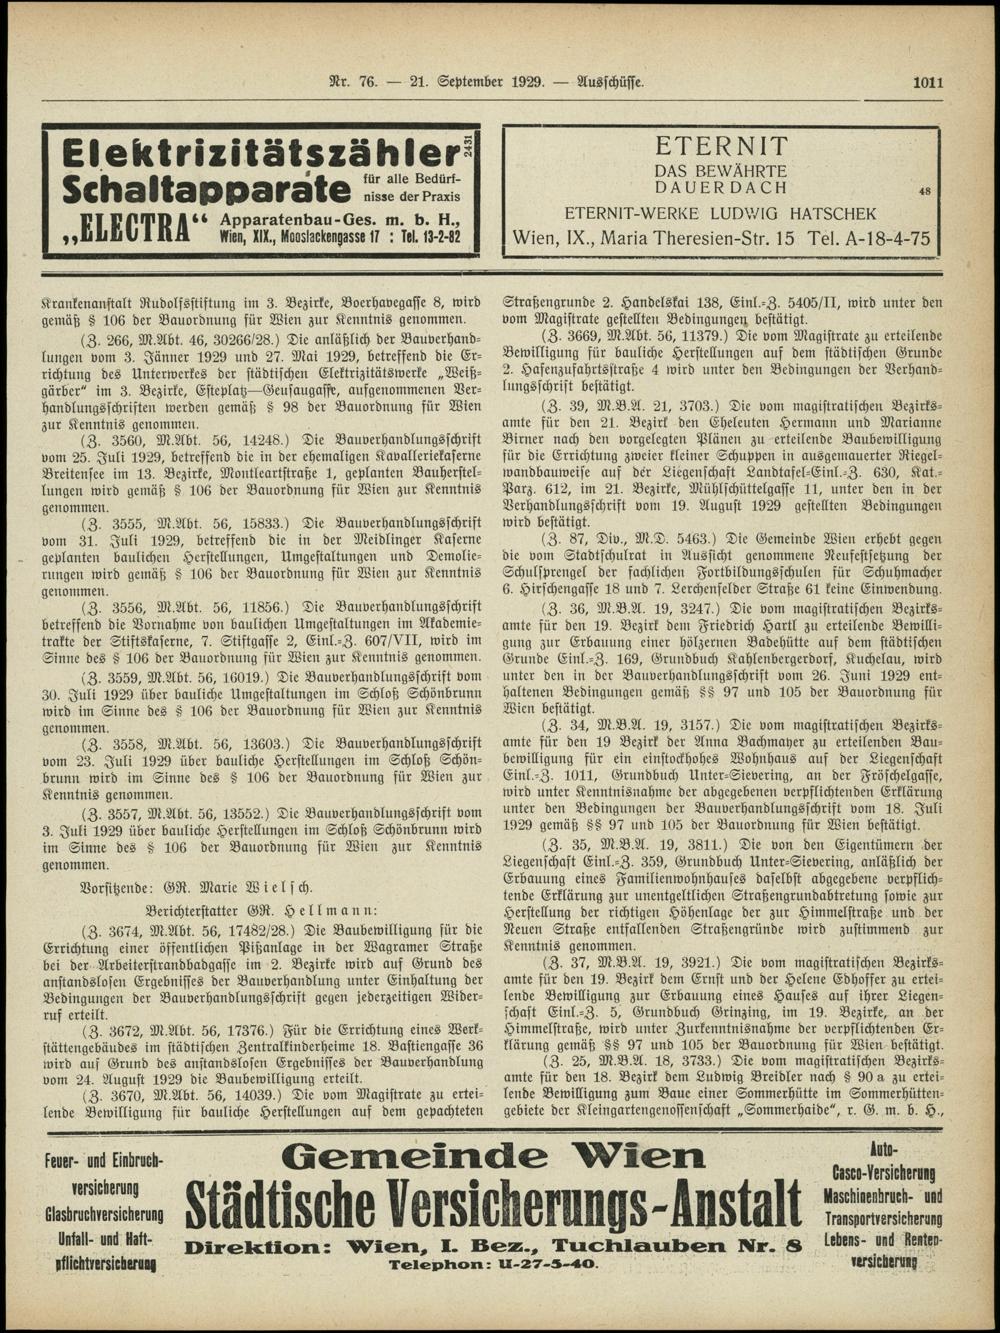 Nr. 76. — 21. September 1929. — Ausschüsse.
1011
Elektrizitätszähler
Schaltapparate für alle Bedürf-
nisse der Praxis
2431
„ELECTRA“ Apparatenbau-Ges. m. b. H.,
Wien, XIX., Mooslackengasse 17 : Tel. 13-2-82
ETERNIT
DAS BEWÄHRTE
DAUERDACH
48
ETERNIT-WERKE LUDWIG HATSCHEK
Wien, IX., Maria Theresien-Str. 15 Tel. A-18-4-75
Krankenanstalt Rudolfsstiftung im 3. Bezirke, Boerhavegasse 8, wird
gemäß § 106 der Bauordnung für Wien zur Kenntnis genommen.
(Z. 266, M.Abt. 46, 30266/28.) Die anläßlich der Bauverhand-
lungen vom 3. Jänner 1929 und 27. Mai 1929, betreffend die Er-
richtung des Unterwerkes der städtischen Elektrizitätswerke „Weiß-
gärber“ im 3. Bezirke, Esteplatz—Geusaugasse, aufgenommenen Ver-
handlungsschriften werden gemäß § 98 der Bauordnung für Wien
zur Kenntnis genommen.
(Z. 3560, M.Abt. 56, 14248.) Die Bauverhandlungsschrift
vom 25. Juli 1929, betreffend die in der ehemaligen Kavalleriekaserne
Breitensee im 13. Bezirke, Montleartstraße 1, geplanten Bauherstel-
lungen wird gemäß § 106 der Bauordnung für Wien zur Kenntnis
genommen.
(Z. 3555, M.Abt. 56, 15833.) Die Bauverhandlungsschrift
vom 31. Juli 1929, betreffend die in der Meidlinger Kaserne
geplanten baulichen Herstellungen, Umgestaltungen und Demolie-
rungen wird gemäß § 106 der Bauordnung für Wien zur Kenntnis
genommen.
(Z. 3556, M.Abt. 56, 11856.) Die Bauverhandlungsschrift
betreffend die Vornahme von baulichen Umgestaltungen im Akademie-
trakte der Stiftskaserne, 7. Stiftgasse 2, Einl.-Z. 607/VII, wird im
Sinne des § 106 der Bauordnung für Wien zur Kenntnis genommen.
(Z. 3559, M.Abt. 56, 16019.) Die Bauverhandlungsschrift vom
30. Juli 1929 über bauliche Umgestaltungen im Schloß Schönbrunn
wird im Sinne des § 106 der Bauordnung für Wien zur Kenntnis
genommen.
(Z. 3558, M.Abt. 56, 13603.) Die Bauverhandlungsschrift
vom 23. Juli 1929 über bauliche Herstellungen im Schloß Schön-
brunn wird im Sinne des § 106 der Bauordnung für Wien zur
Kenntnis genommen.
(Z. 3557, M.Abt. 56, 13552.) Die Bauverhandlungsschrift vom
3. Juli 1929 über bauliche Herstellungen im Schloß Schönbrunn wird
im Sinne des § 106 der Bauordnung für Wien zur Kenntnis
genommen.
Vorsitzende: GR. Marie Wielsch.
Berichterstatter GR. Hellmann:
(Z. 3674, M.Abt. 56, 17482/28.) Die Baubewilligung für die
Errichtung einer öffentlichen Pißanlage in der Wagramer Straße
bei der Arbeiterstrandbadgasse im 2. Bezirke wird auf Grund des
anstandslosen Ergebnisses der Bauverhandlung unter Einhaltung der
Bedingungen der Bauverhandlungsschrift gegen jederzeitigen Wider-
ruf erteilt.
(Z. 3672, M.Abt. 56, 17376.) Für die Errichtung eines Werk-
stättengebäudes im städtischen Zentralkinderheime 18. Bastiengasse 36
wird auf Grund des anstandslosen Ergebnisses der Bauverhandlung
vom 24. August 1929 die Baubewilligung erteilt.
(Z. 3670, M.Abt. 56, 14039.) Die vom Magistrate zu ertei-
lende Bewilligung für bauliche Herstellungen auf dem gepachteten
Straßengrunde 2. Handelskai 138, Einl.-Z. 5405/II, wird unter den
vom Magistrate gestellten Bedingungen bestätigt.
(Z. 3669, M.Abt. 56, 11379.) Die vom Magistrate zu erteilende
Bewilligung für bauliche Herstellungen auf dem städtischen Grunde
2. Hafenzufahrtsstraße 4 wird unter den Bedingungen der Verhand-
lungsschrift bestätigt.
(Z. 39, M.B.A. 21, 3703.) Die vom magistratischen Bezirks-
amte für den 21. Bezirk den Eheleuten Hermann und Marianne
Birner nach den vorgelegten Plänen zu erteilende Baubewilligung
für die Errichtung zweier kleiner Schuppen in ausgemauerter Riegel-
wandbauweise auf der Liegenschaft Landtafel-Einl.-Z. 630, Kat.-
Parz. 612, im 21. Bezirke, Mühlschüttelgasse 11, unter den in der
Verhandlungsschrift vom 19. August 1929 gestellten Bedingungen
wird bestätigt.
(Z. 87, Div., M.D. 5463.) Die Gemeinde Wien erhebt gegen
die vom Stadtschulrat in Aussicht genommene Neufestsetzung der
Schulsprengel der fachlichen Fortbildungsschulen für Schuhmacher
6. Hirschengasse 18 und 7. Lerchenfelder Straße 61 keine Einwendung.
(Z. 36, M.B.A. 19, 3247.) Die vom magistratischen Bezirks-
amte für den 19. Bezirk dem Friedrich Hartl zu erteilende Bewilli-
gung zur Erbauung einer hölzernen Badehütte auf dem städtischen
Grunde Einl.-Z. 169, Grundbuch Kahlenbergerdorf, Kuchelau, wird
unter den in der Bauverhandlungsschrift vom 26. Juni 1929 ent-
haltenen Bedingungen gemäß §§ 97 und 105 der Bauordnung für
Wien bestätigt.
(Z. 34, M.B.A. 19, 3157.) Die vom magistratischen Bezirks-
amte für den 19 Bezirk der Anna Bachmayer zu erteilenden Bau-
bewilligung für ein einstockhohes Wohnhaus auf der Liegenschaft
Einl.-Z. 1011, Grundbuch Unter-Sievering, an der Fröschelgasse,
wird unter Kenntnisnahme der abgegebenen verpflichtenden Erklärung
unter den Bedingungen der Bauverhandlungsschrift vom 18. Juli
1929 gemäß §§ 97 und 105 der Bauordnung für Wien bestätigt.
(Z. 35, M.B.A. 19, 3811.) Die von den Eigentümern der
Liegenschaft Einl.-Z. 359, Grundbuch Unter-Sievering, anläßlich der
Erbauung eines Familienwohnhauses daselbst abgegebene verpflich-
tende Erklärung zur unentgeltlichen Straßengrundabtretung sowie zur
Herstellung der richtigen Höhenlage der zur Himmelstraße und der
Neuen Straße entfallenden Straßengründe wird zustimmend zur
Kenntnis genommen.
(Z. 37, M.B.A. 19, 3921.) Die vom magistratischen Bezirks-
amte für den 19. Bezirk dem Ernst und der Helene Edhoffer zu ertei-
lende Bewilligung zur Erbauung eines Hauses auf ihrer Liegen-
schaft Einl.-Z. 5, Grundbuch Grinzing, im 19. Bezirke, an der
Himmelstraße, wird unter Zurkenntnisnahme der verpflichtenden Er-
klärung gemäß §§ 97 und 105 der Bauordnung für Wien bestätigt.
(Z. 25, M.B.A. 18, 3733.) Die vom magistratischen Bezirks-
amte für den 18. Bezirk dem Ludwig Breidler nach § 90 a zu ertei-
lende Bewilligung zum Baue einer Sommerhütte im Sommerhütten-
gebiete der Kleingartengenossenschaft „Sommerhaide“, r. G. m. b. H.,
Feuer- und Einbruch-
versicherung
Glasbruchversicherung
Unfall- und Haft-
pflichtversicherung
Gemeinde Wien
Städtische Versicherungs-Anstalt
Direktion: Wien, I. Bez., Tuchlauben Nr. 8
Telephon: U-27-5-40.
Auto-
Casco-Versicherung
Maschinenbruch- und
Transportversicherung
Lebens- und Renten-
versicherung